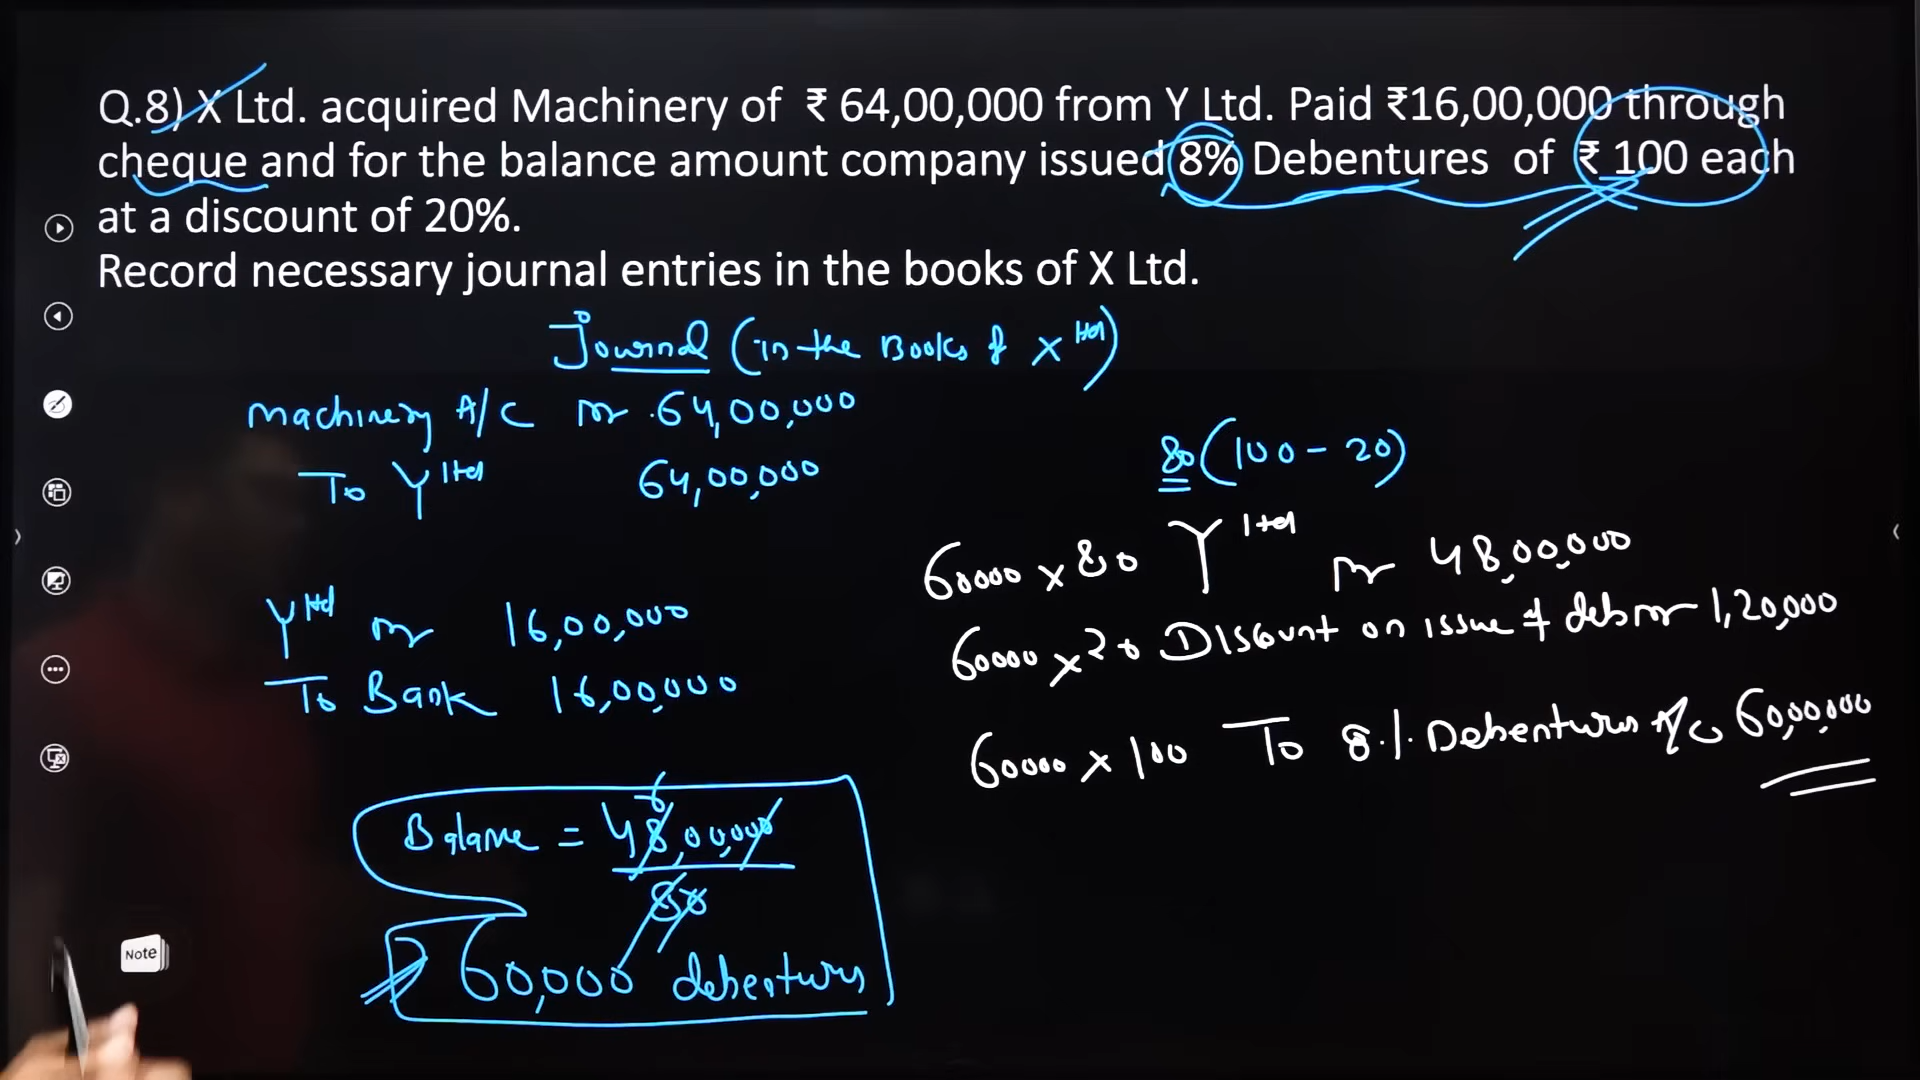 Q.8) X Ltd. acquired Machinery of ₹ 64,00,000 from Y Ltd. Paid ₹16,00,000 through
cheque and for the balance amount company issued 8% Debentures of ₹ 100 each
at a discount of 20%.
Record necessary journal entries in the books of X Ltd.
Journal (in the Books of X ltd)
Machinery A/C Dr 64,00,000
To Y ltd 64,00,000
Y ltd Dr 16,00,000
To Bank 16,00,000
Balance = 48,00,000
80
6
60,000 debentures
80 (100 - 20)
60000 x 80 Y ltd Dr 48,00,000
60000 x 20 Discount on issue of deb Dr 1,20,000
60000 x 100 To 8% Debentures A/C 60,00,000
Note